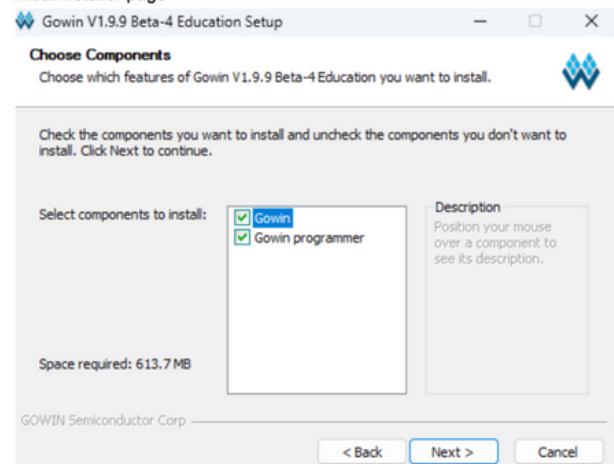 Gowin V1.9.9 Beta-4 Education Setup
Choose Components
Choose which features of Gowin V1.9.9 Beta-4 Education you want to install.
Check the components you want to install and uncheck the components you don't want to
install. Click Next to continue.
Select components to install:
Gowin
Gowin programmer
Description
Position your mouse
over a component to
see its description.
Space required: 613.7 MB
GOWIN Semiconductor Corp
< Back
Next >
Cancel